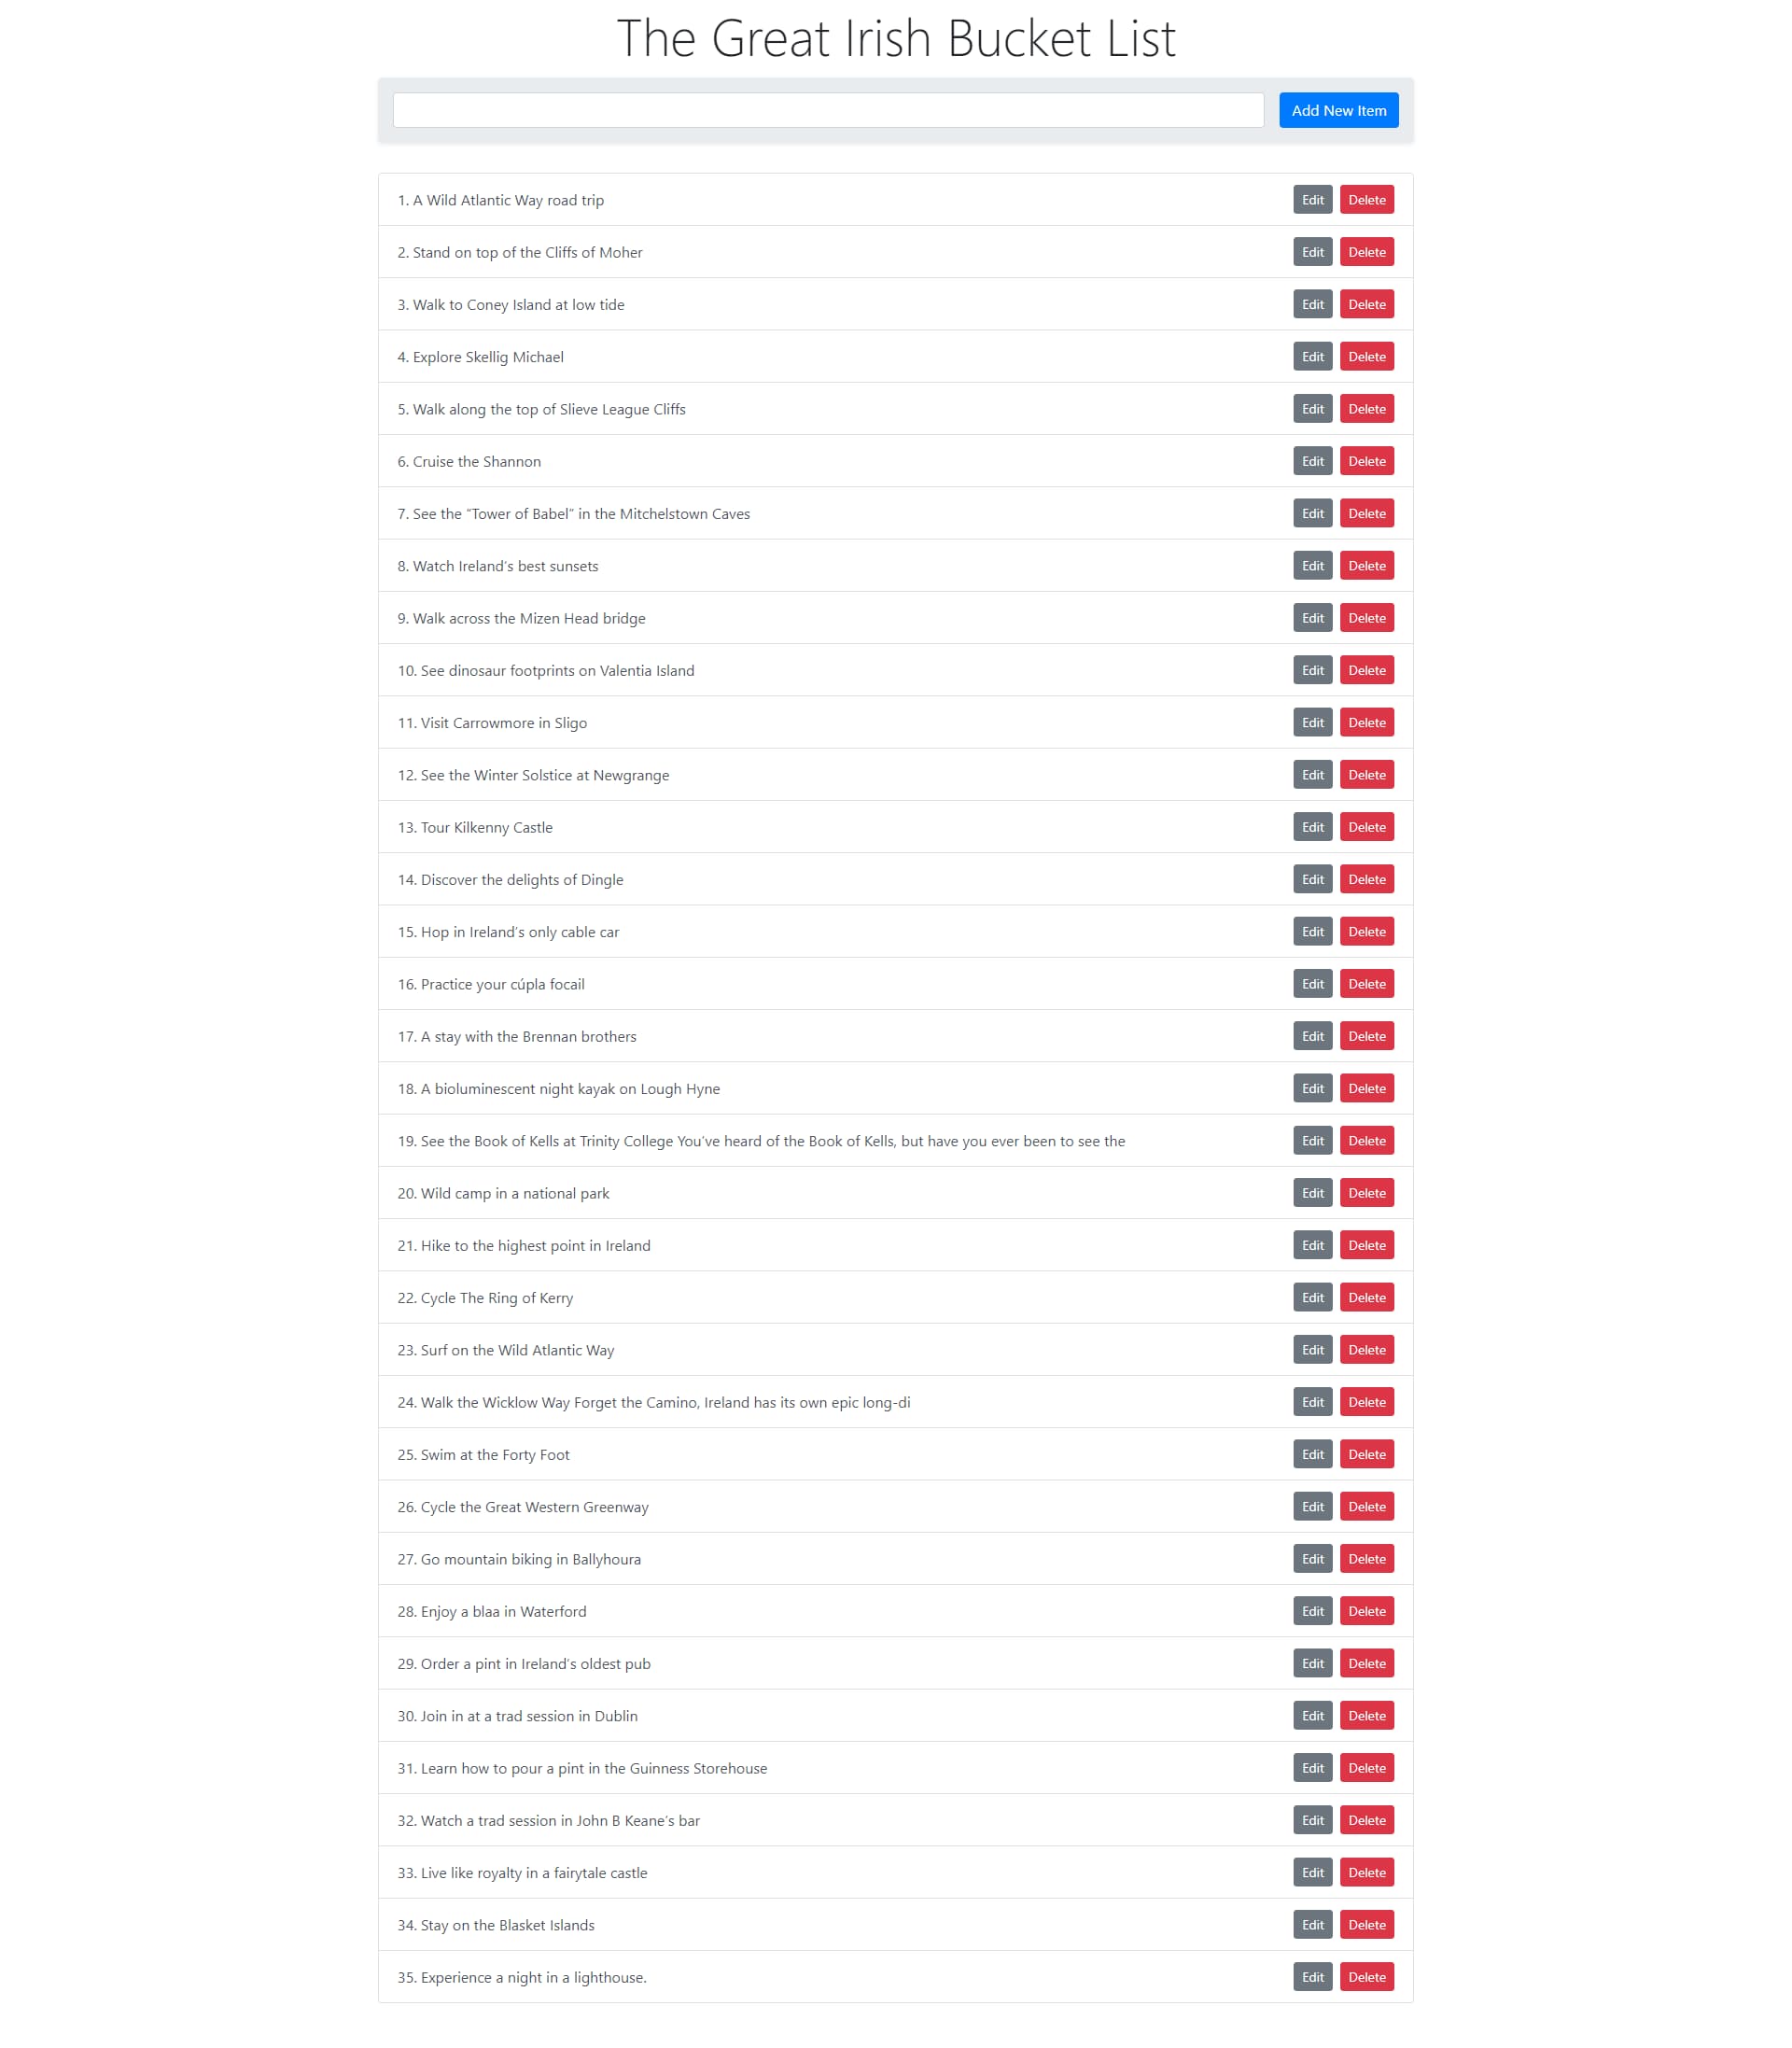 The Great Irish Bucket List
Add New Item
1. A Wild Atlantic Way road trip Edit Delete
2. Stand on top of the Cliffs of Moher Edit Delete
3. Walk to Coney Island at low tide Edit Delete
4. Explore Skellig Michael Edit Delete
5. Walk along the top of Slieve League Cliffs Edit Delete
6. Cruise the Shannon Edit Delete
7. See the “Tower of Babel” in the Mitchelstown Caves Edit Delete
8. Watch Ireland’s best sunsets Edit Delete
9. Walk across the Mizen Head bridge Edit Delete
10. See dinosaur footprints on Valentia Island Edit Delete
11. Visit Carrowmore in Sligo Edit Delete
12. See the Winter Solstice at Newgrange Edit Delete
13. Tour Kilkenny Castle Edit Delete
14. Discover the delights of Dingle Edit Delete
15. Hop in Ireland’s only cable car Edit Delete
16. Practice your cúpla focail Edit Delete
17. A stay with the Brennan brothers Edit Delete
18. A bioluminescent night kayak on Lough Hyne Edit Delete
19. See the Book of Kells at Trinity College You’ve heard of the Book of Kells, but have you ever been to see the Edit Delete
20. Wild camp in a national park Edit Delete
21. Hike to the highest point in Ireland Edit Delete
22. Cycle The Ring of Kerry Edit Delete
23. Surf on the Wild Atlantic Way Edit Delete
24. Walk the Wicklow Way Forget the Camino, Ireland has its own epic long-di Edit Delete
25. Swim at the Forty Foot Edit Delete
26. Cycle the Great Western Greenway Edit Delete
27. Go mountain biking in Ballyhoura Edit Delete
28. Enjoy a blaa in Waterford Edit Delete
29. Order a pint in Ireland’s oldest pub Edit Delete
30. Join in at a trad session in Dublin Edit Delete
31. Learn how to pour a pint in the Guinness Storehouse Edit Delete
32. Watch a trad session in John B Keane’s bar Edit Delete
33. Live like royalty in a fairytale castle Edit Delete
34. Stay on the Blasket Islands Edit Delete
35. Experience a night in a lighthouse. Edit Delete